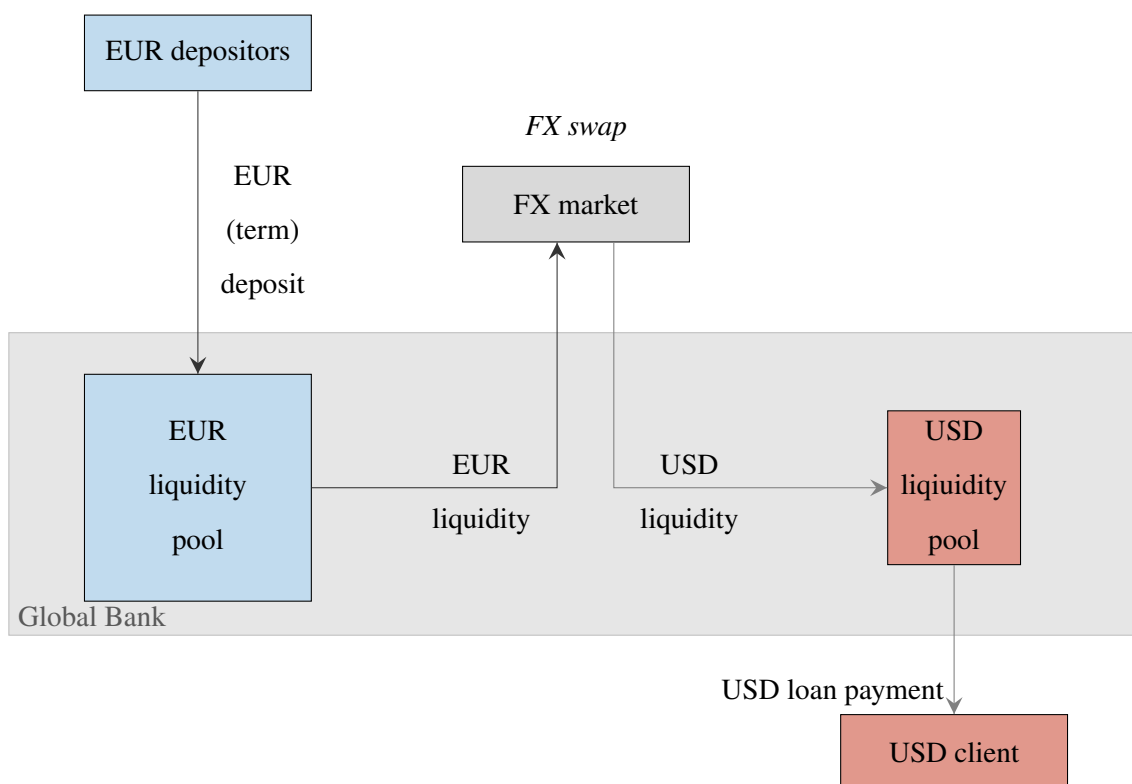 EUR depositors
FX swap
EUR
(term)
deposit
FX market
EUR
liquidity
pool
EUR
liquidity
USD
liquidity
USD
liqiuidity
pool
Global Bank
USD loan payment
USD client